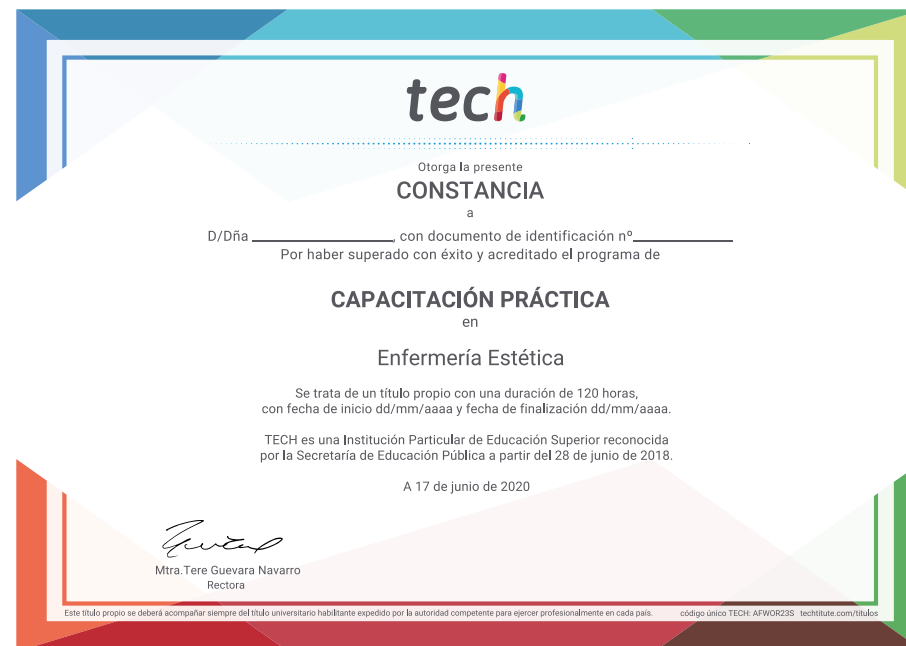 tech
Otorga la presente
CONSTANCIA
a
D/Dña ____________________, con documento de identificación nº______________
Por haber superado con éxito y acreditado el programa de
CAPACITACIÓN PRÁCTICA
en
Enfermería Estética
Se trata de un título propio con una duración de 120 horas,
con fecha de inicio dd/mm/aaaa y fecha de finalización dd/mm/aaaa.
TECH es una Institución Particular de Educación Superior reconocida
por la Secretaría de Educación Pública a partir del 28 de junio de 2018.
A 17 de junio de 2020
Mtra.Tere Guevara Navarro
Rectora
Este título propio se deberá acompañar siempre del título universitario habilitante expedido por la autoridad competente para ejercer profesionalmente en cada país. código único TECH: AFWOR23S techtitute.com/titulos